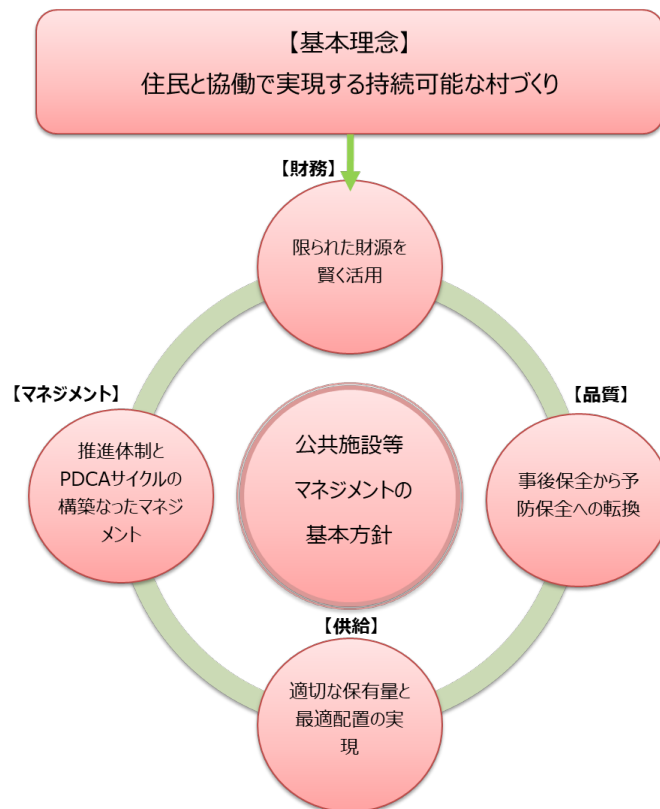 【基本理念】
住民と協働で実現する持続可能な村づくり
【財務】
限られた財源を
賢く活用
【マネジメント】
推進体制と
PDCAサイクルの
構築なったマネジ
メント
公共施設等
マネジメントの
基本方針
【品質】
事後保全から予
防保全への転換
【供給】
適切な保有量と
最適配置の実
現